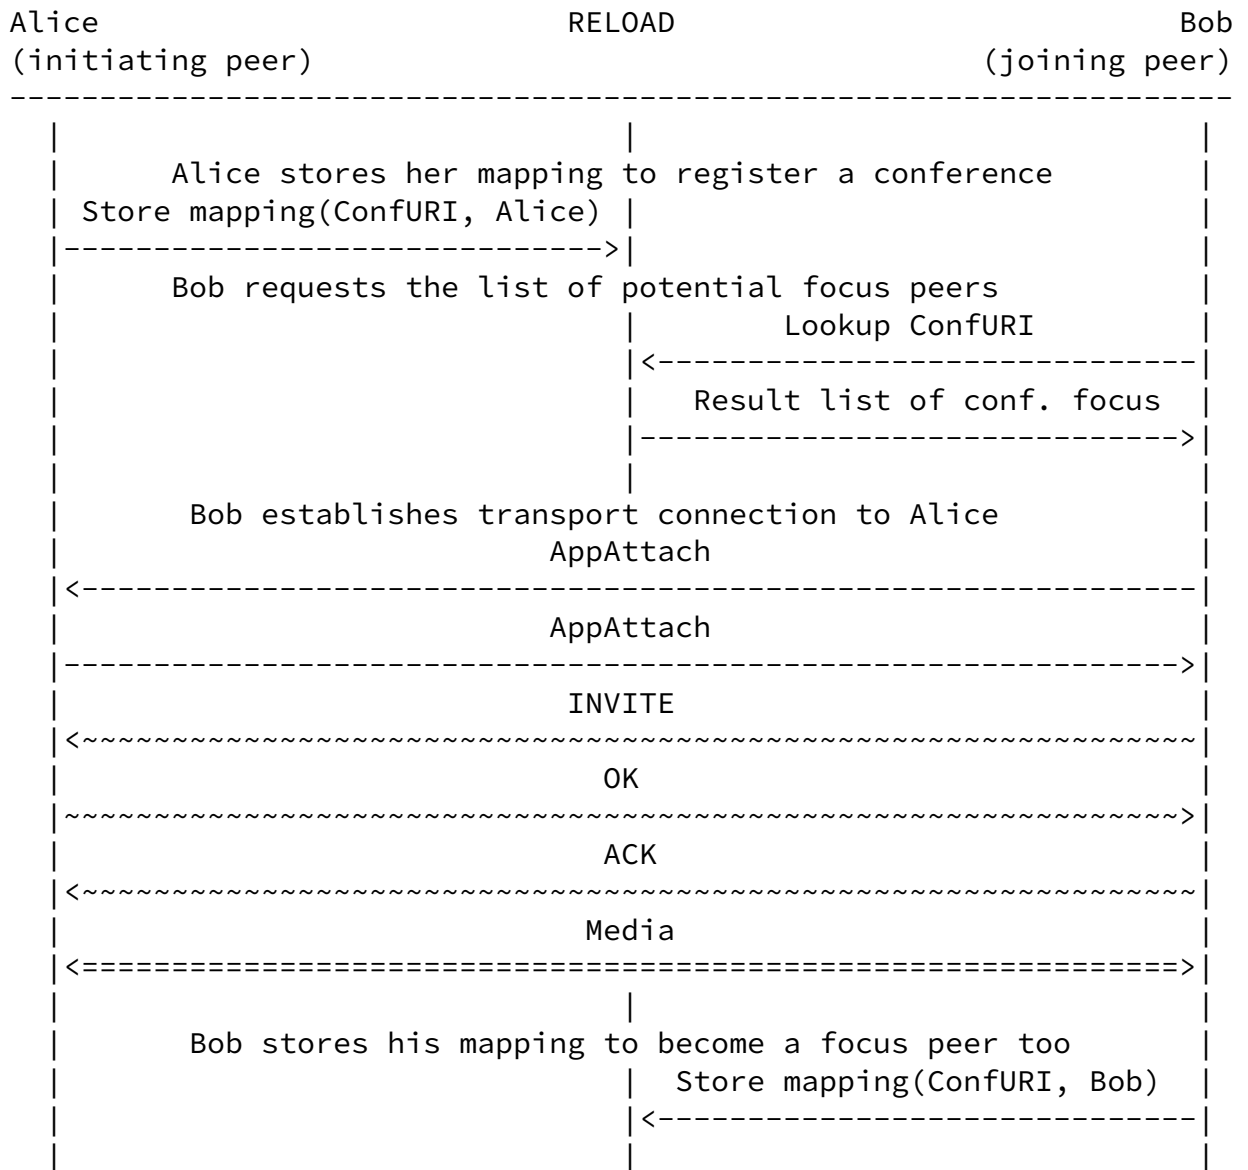 Alice RELOAD Bob
(initiating peer) (joining peer)
Alice stores her mapping to register a conference
Store mapping(ConfURI, Alice)
Bob requests the list of potential focus peers
Lookup ConfURI
Result list of conf. focus
Bob establishes transport connection to Alice
AppAttach
AppAttach
INVITE
OK
ACK
Media
Bob stores his mapping to become a focus peer too
Store mapping(ConfURI, Bob)